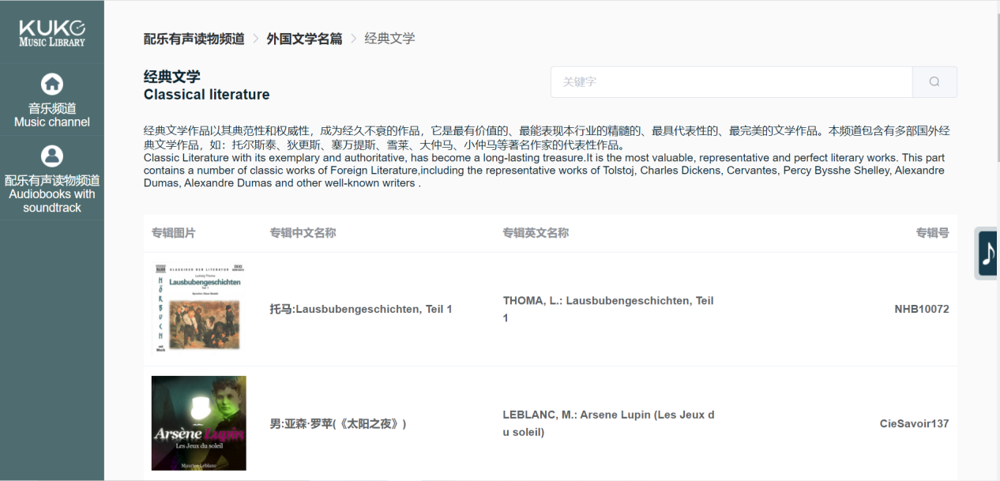 KUKE
MUSIC LIBRARY
音乐频道
Music channel
配乐有声读物频道
Audiobooks with
soundtrack
配乐有声读物频道 > 外国文学名篇 > 经典文学
经典文学
Classical literature
关键字
经典文学作品以其典范性和权威性，成为经久不衰的作品，它是最有价值的、最能表现本行业的精髓的、最具代表性的、最完美的文学作品。本频道包含有多部国外经
典文学作品，如：托尔斯泰、狄更斯、塞万提斯、雪莱、大仲马、小仲马等著名作家的代表性作品。
Classic Literature with its exemplary and authoritative, has become a long-lasting treasure.It is the most valuable, representative and perfect literary works. This part
contains a number of classic works of Foreign Literature,including the representative works of Tolstoj, Charles Dickens, Cervantes, Percy Bysshe Shelley, Alexandre
Dumas, Alexandre Dumas and other well-known writers .
专辑图片 专辑中文名称 专辑英文名称 专辑号
KLASSIKER DER LITERATUR
Ludwig Thoma
Lausbubengeschichten
Teil 1
HÖRBUCH
托马:Lausbubengeschichten, Teil 1
THOMA, L.: Lausbubengeschichten, Teil
1
NHB10072
Arsène Lupin
Les Jeux du soleil
Maurice Leblanc
男:亚森·罗苹(《太阳之夜》)
LEBLANC, M.: Arsene Lupin (Les Jeux d
u soleil)
CieSavoir137